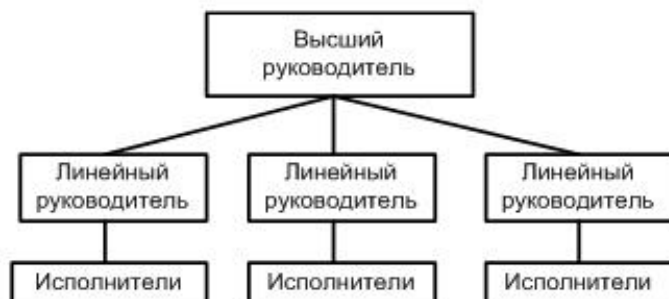 Высший
руководитель
Линейный
руководитель
Линейный
руководитель
Линейный
руководитель
Исполнители
Исполнители
Исполнители